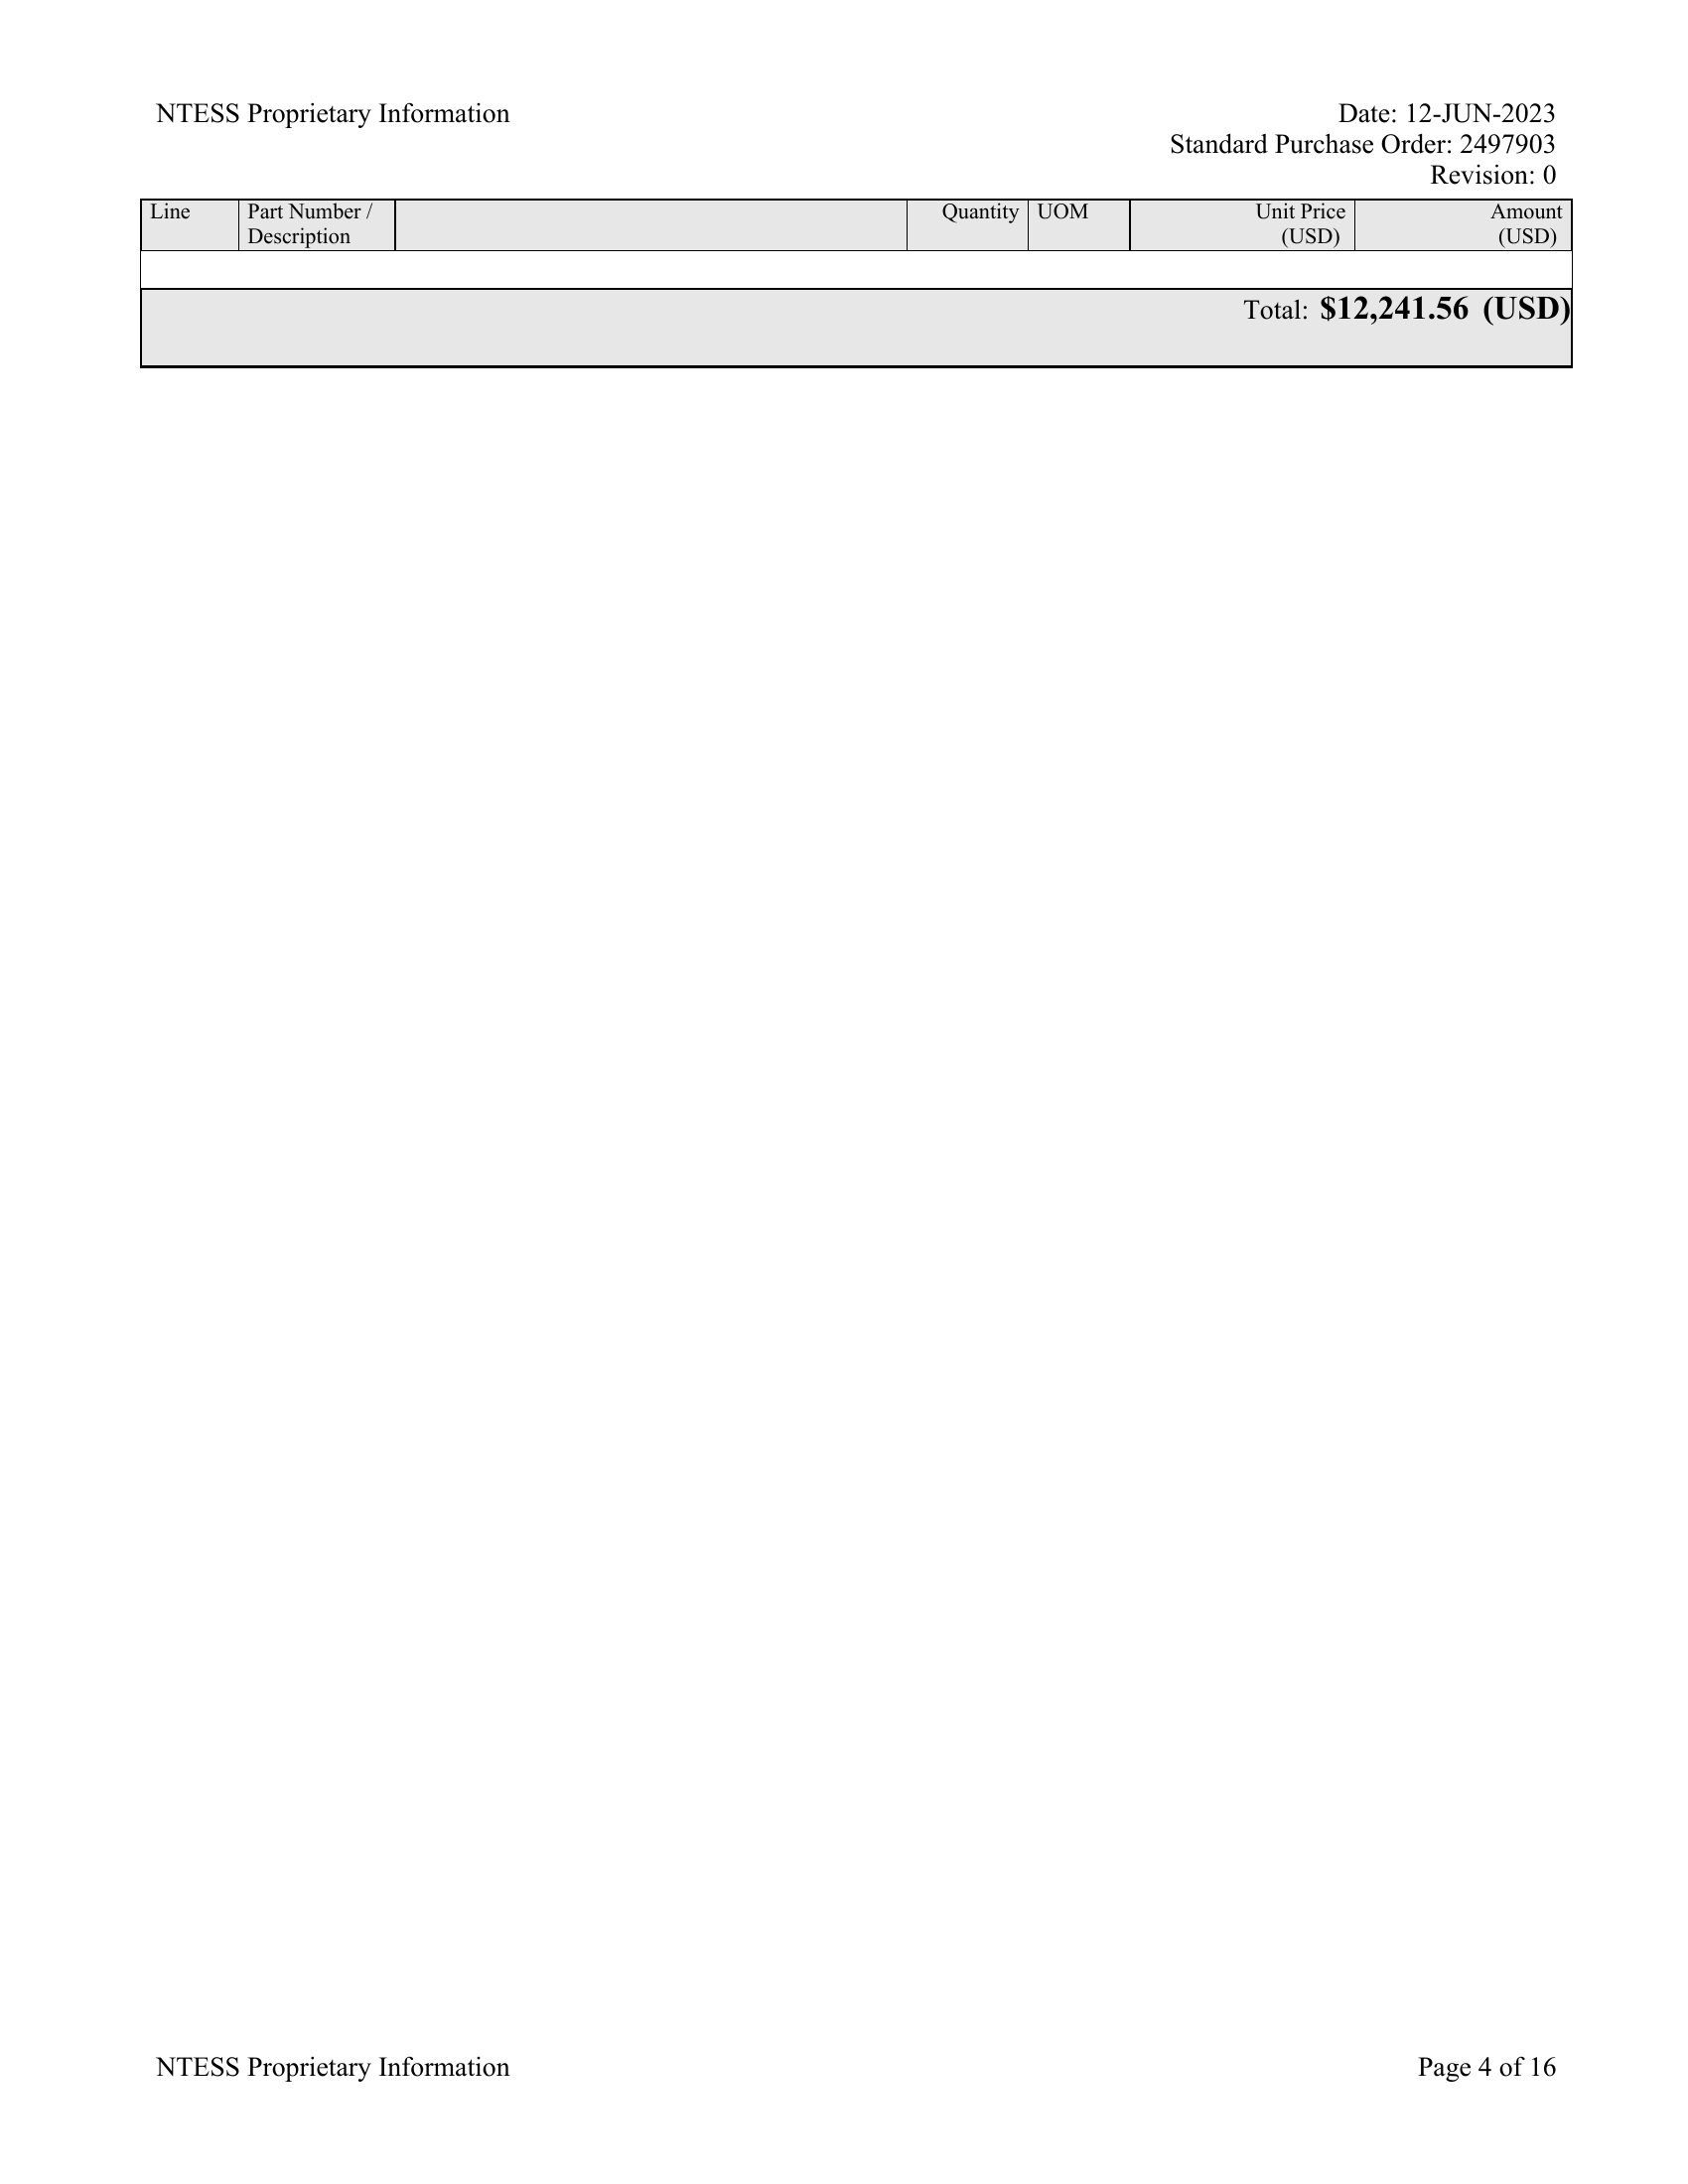 NTESS Proprietary Information
Date: 12-JUN-2023
Standard Purchase Order: 2497903
Revision: 0
Line Part Number / Quantity UOM Unit Price Amount
Description (USD) (USD)
Total: $12,241.56 (USD)
NTESS Proprietary Information Page 4 of 16